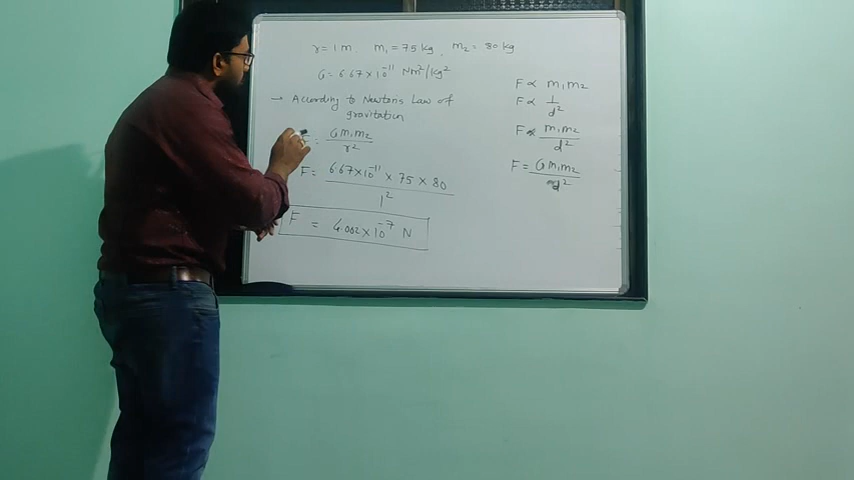 r = 1 m. m₁ = 75 kg, m₂ = 80 kg
G = 6.67×10⁻¹¹ Nm²/kg²
→ According to Newton's Law of
gravitation
F = Gm₁m₂/r²
F = 6.67×10⁻¹¹ × 75 × 80 / 1²
F = 4.002×10⁻⁷ N
F ∝ m₁m₂
F ∝ 1/d²
F ∝ m₁m₂/d²
F = Gm₁m₂/d²